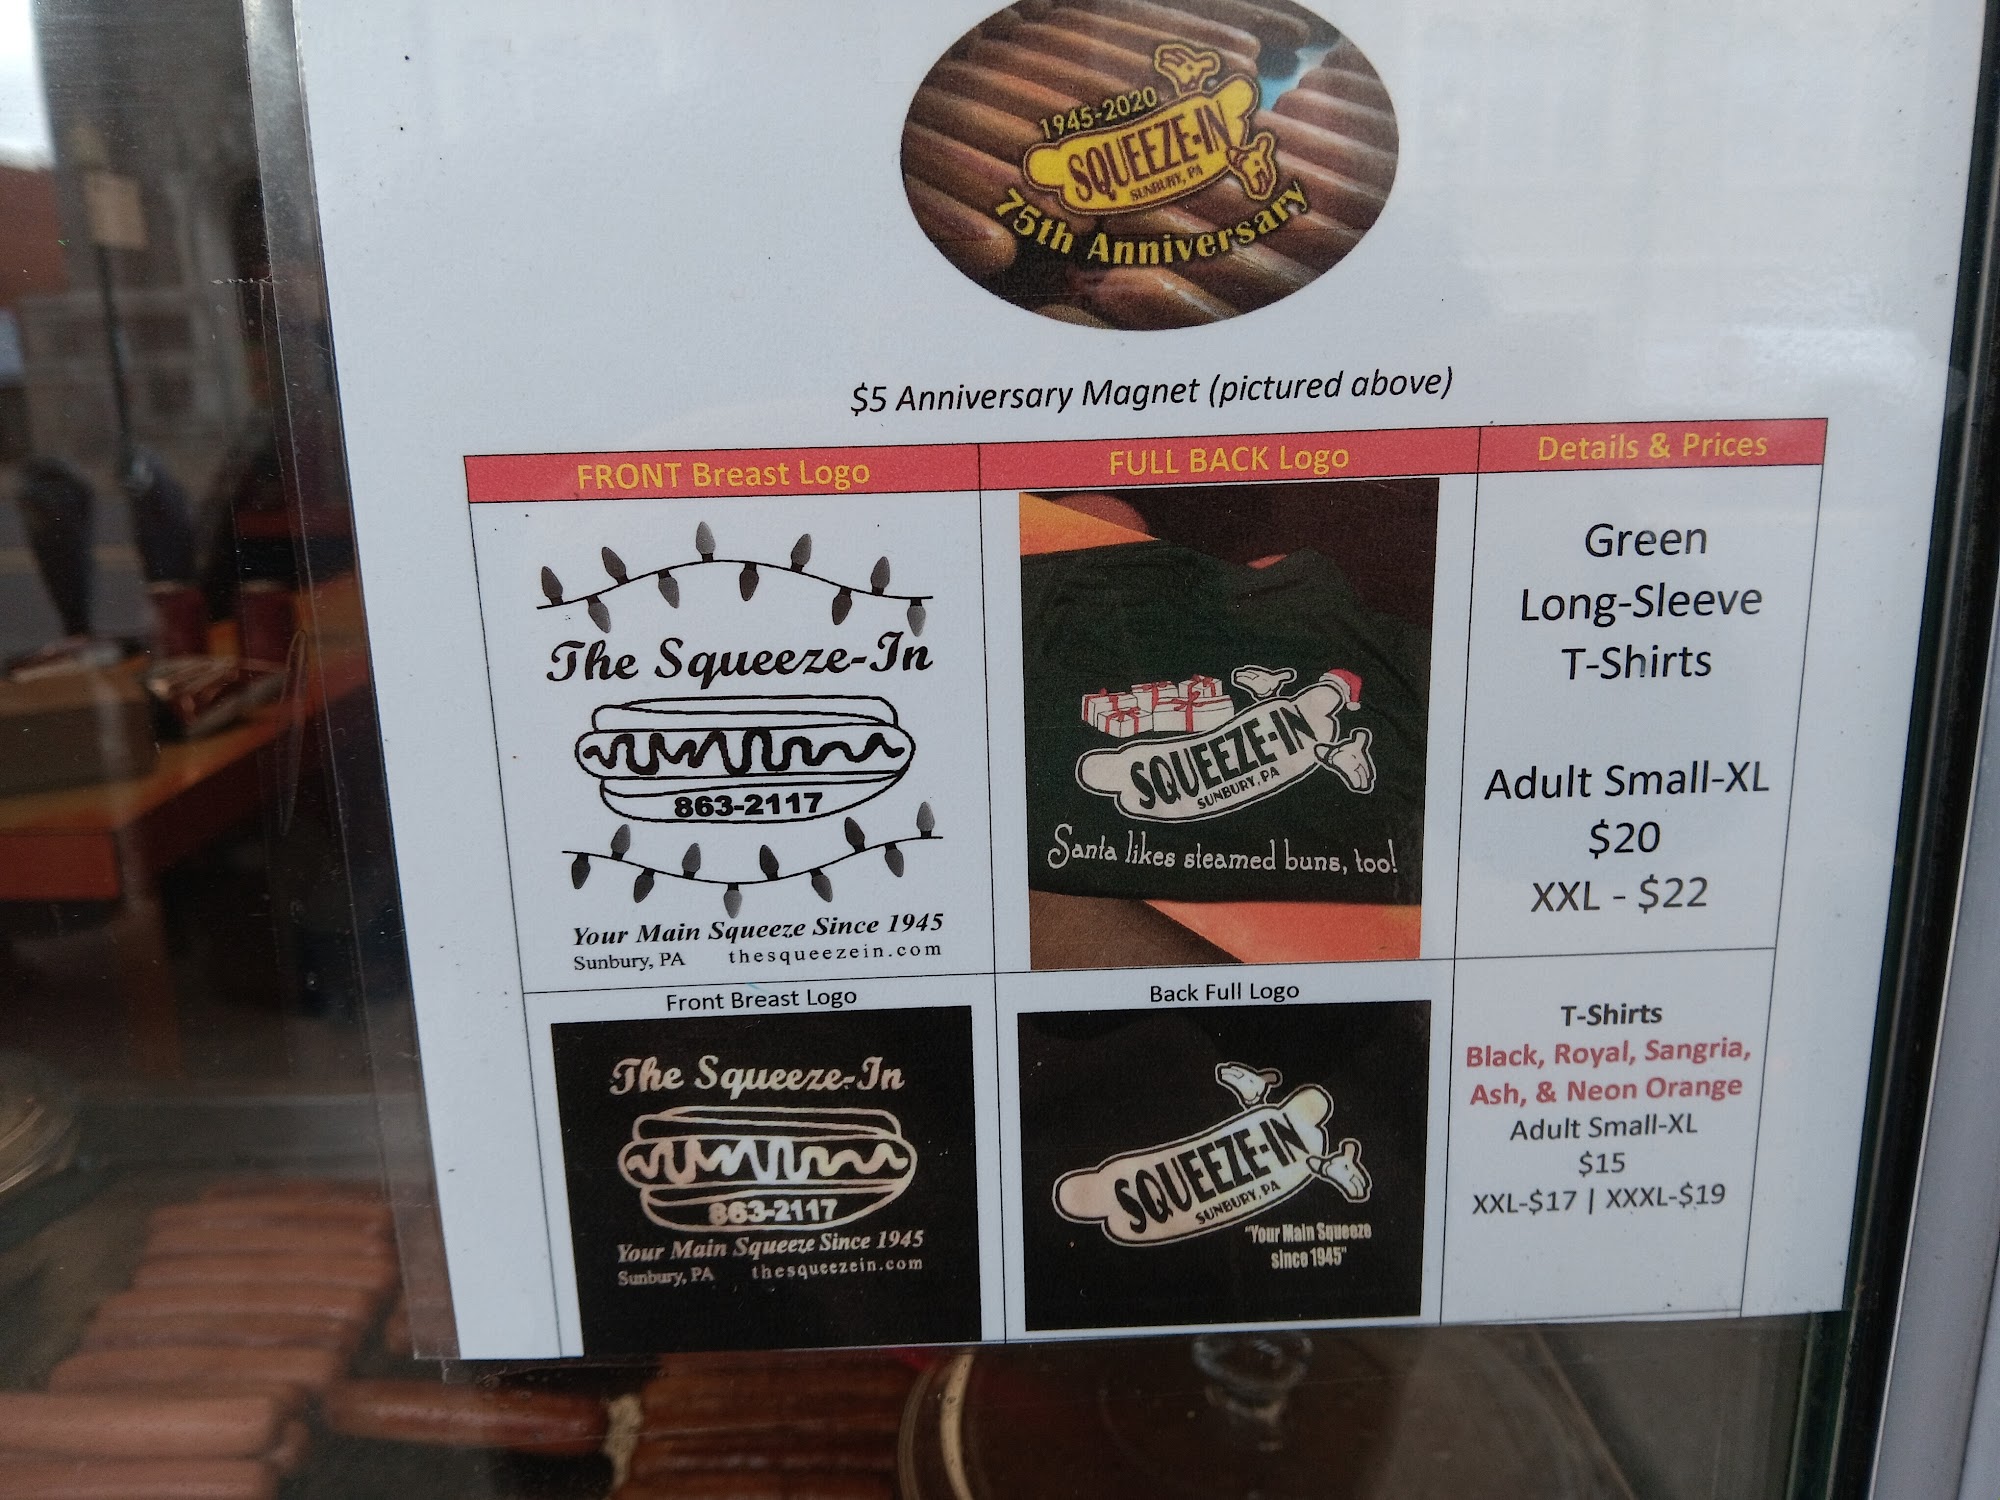 1945-2020
SQUEEZE-IN
SUNBURY, PA
75th Anniversary
$5 Anniversary Magnet (pictured above)
FRONT Breast Logo
FULL BACK Logo
Details & Prices
The Squeeze-In
863-2117
Your Main Squeeze Since 1945
Sunbury, PA thesqueezein.com
SQUEEZE-IN
SUNBURY, PA
Santa likes steamed buns, too!
Green
Long-Sleeve
T-Shirts
Adult Small-XL
$20
XXL - $22
Front Breast Logo
The Squeeze-In
863-2117
Your Main Squeeze Since 1945
Sunbury, PA thesqueezein.com
Back Full Logo
SQUEEZE-IN
SUNBURY, PA
"Your Main Squeeze
since 1945"
T-Shirts
Black, Royal, Sangria,
Ash, & Neon Orange
Adult Small-XL
$15
XXL-$17 | XXXL-$19